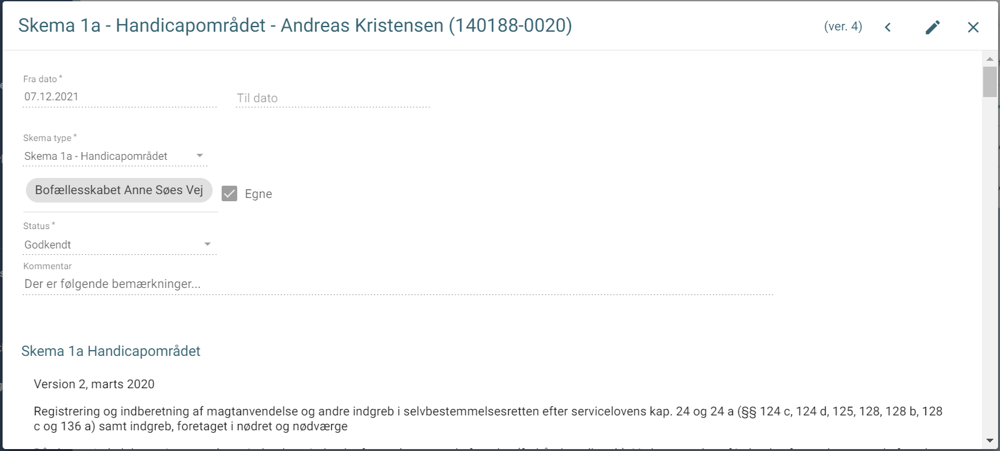 Skema 1a - Handicapområdet - Andreas Kristensen (140188-0020)
(ver. 4)
Fra dato *
07.12.2021
Til dato
Skema type *
Skema 1a - Handicapområdet
Bofællesskabet Anne Søes Vej
Egne
Status *
Godkendt
Kommentar
Der er følgende bemærkninger...
Skema 1a Handicapområdet
Version 2, marts 2020
Registrering og indberetning af magtanvendelse og andre indgreb i selvbestemmelsesretten efter servicelovens kap. 24 og 24 a (§§ 124 c, 124 d, 125, 128, 128 b, 128
c og 136 a) samt indgreb, foretaget i nødret og nødværge